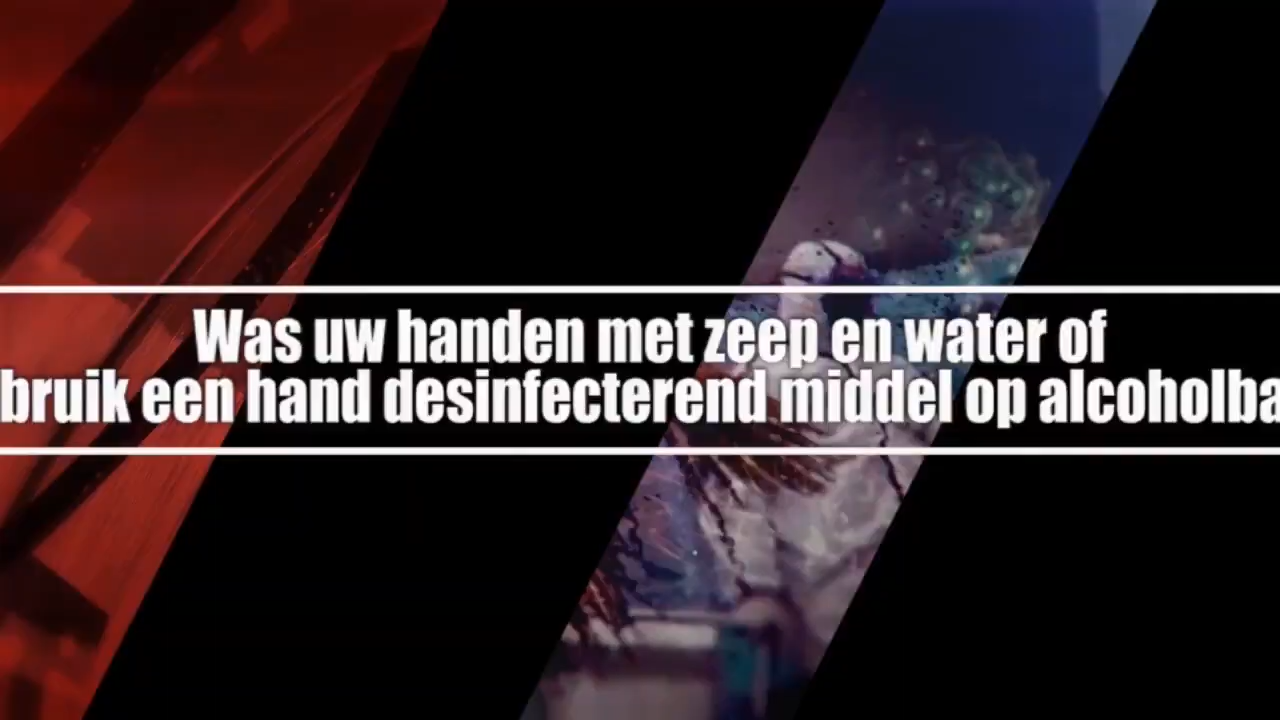 Was uw handen met zeep en water of
bruik een hand desinfecterend middel op alcoholba